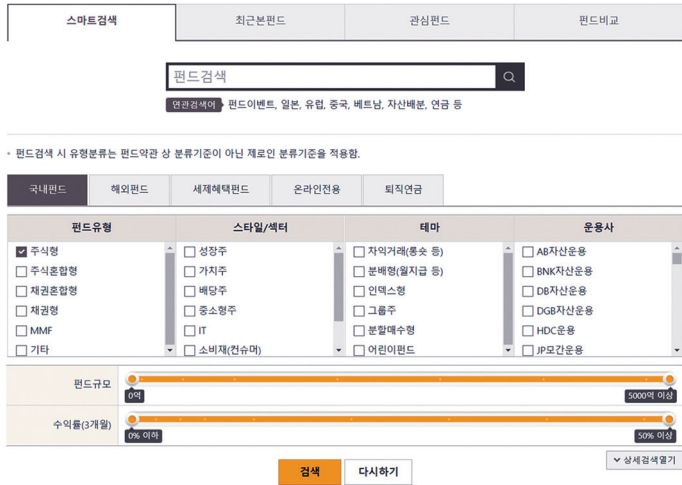 스마트검색 최근본펀드 관심펀드 펀드비교
펀드검색
연관검색어 펀드이벤트, 일본, 유럽, 중국, 베트남, 자산배분, 연금 등
• 펀드검색 시 유형분류는 펀드약관 상 분류기준이 아닌 제로인 분류기준을 적용함.
국내펀드 해외펀드 세제혜택펀드 온라인전용 퇴직연금
펀드유형 스타일/섹터 테마 운용사
주식형 성장주 차익거래(롱숏 등) AB자산운용
주식혼합형 가치주 분배형(월지급 등) BNK자산운용
채권혼합형 배당주 인덱스형 DB자산운용
채권형 중소형주 그룹주 DGB자산운용
MMF IT 분할매수형 HDC운용
기타 소비재(컨슈머) 어린이펀드 JP모간운용
펀드규모
0억 5000억 이상
수익률(3개월)
0% 이하 50% 이상
상세검색열기
검색 다시하기